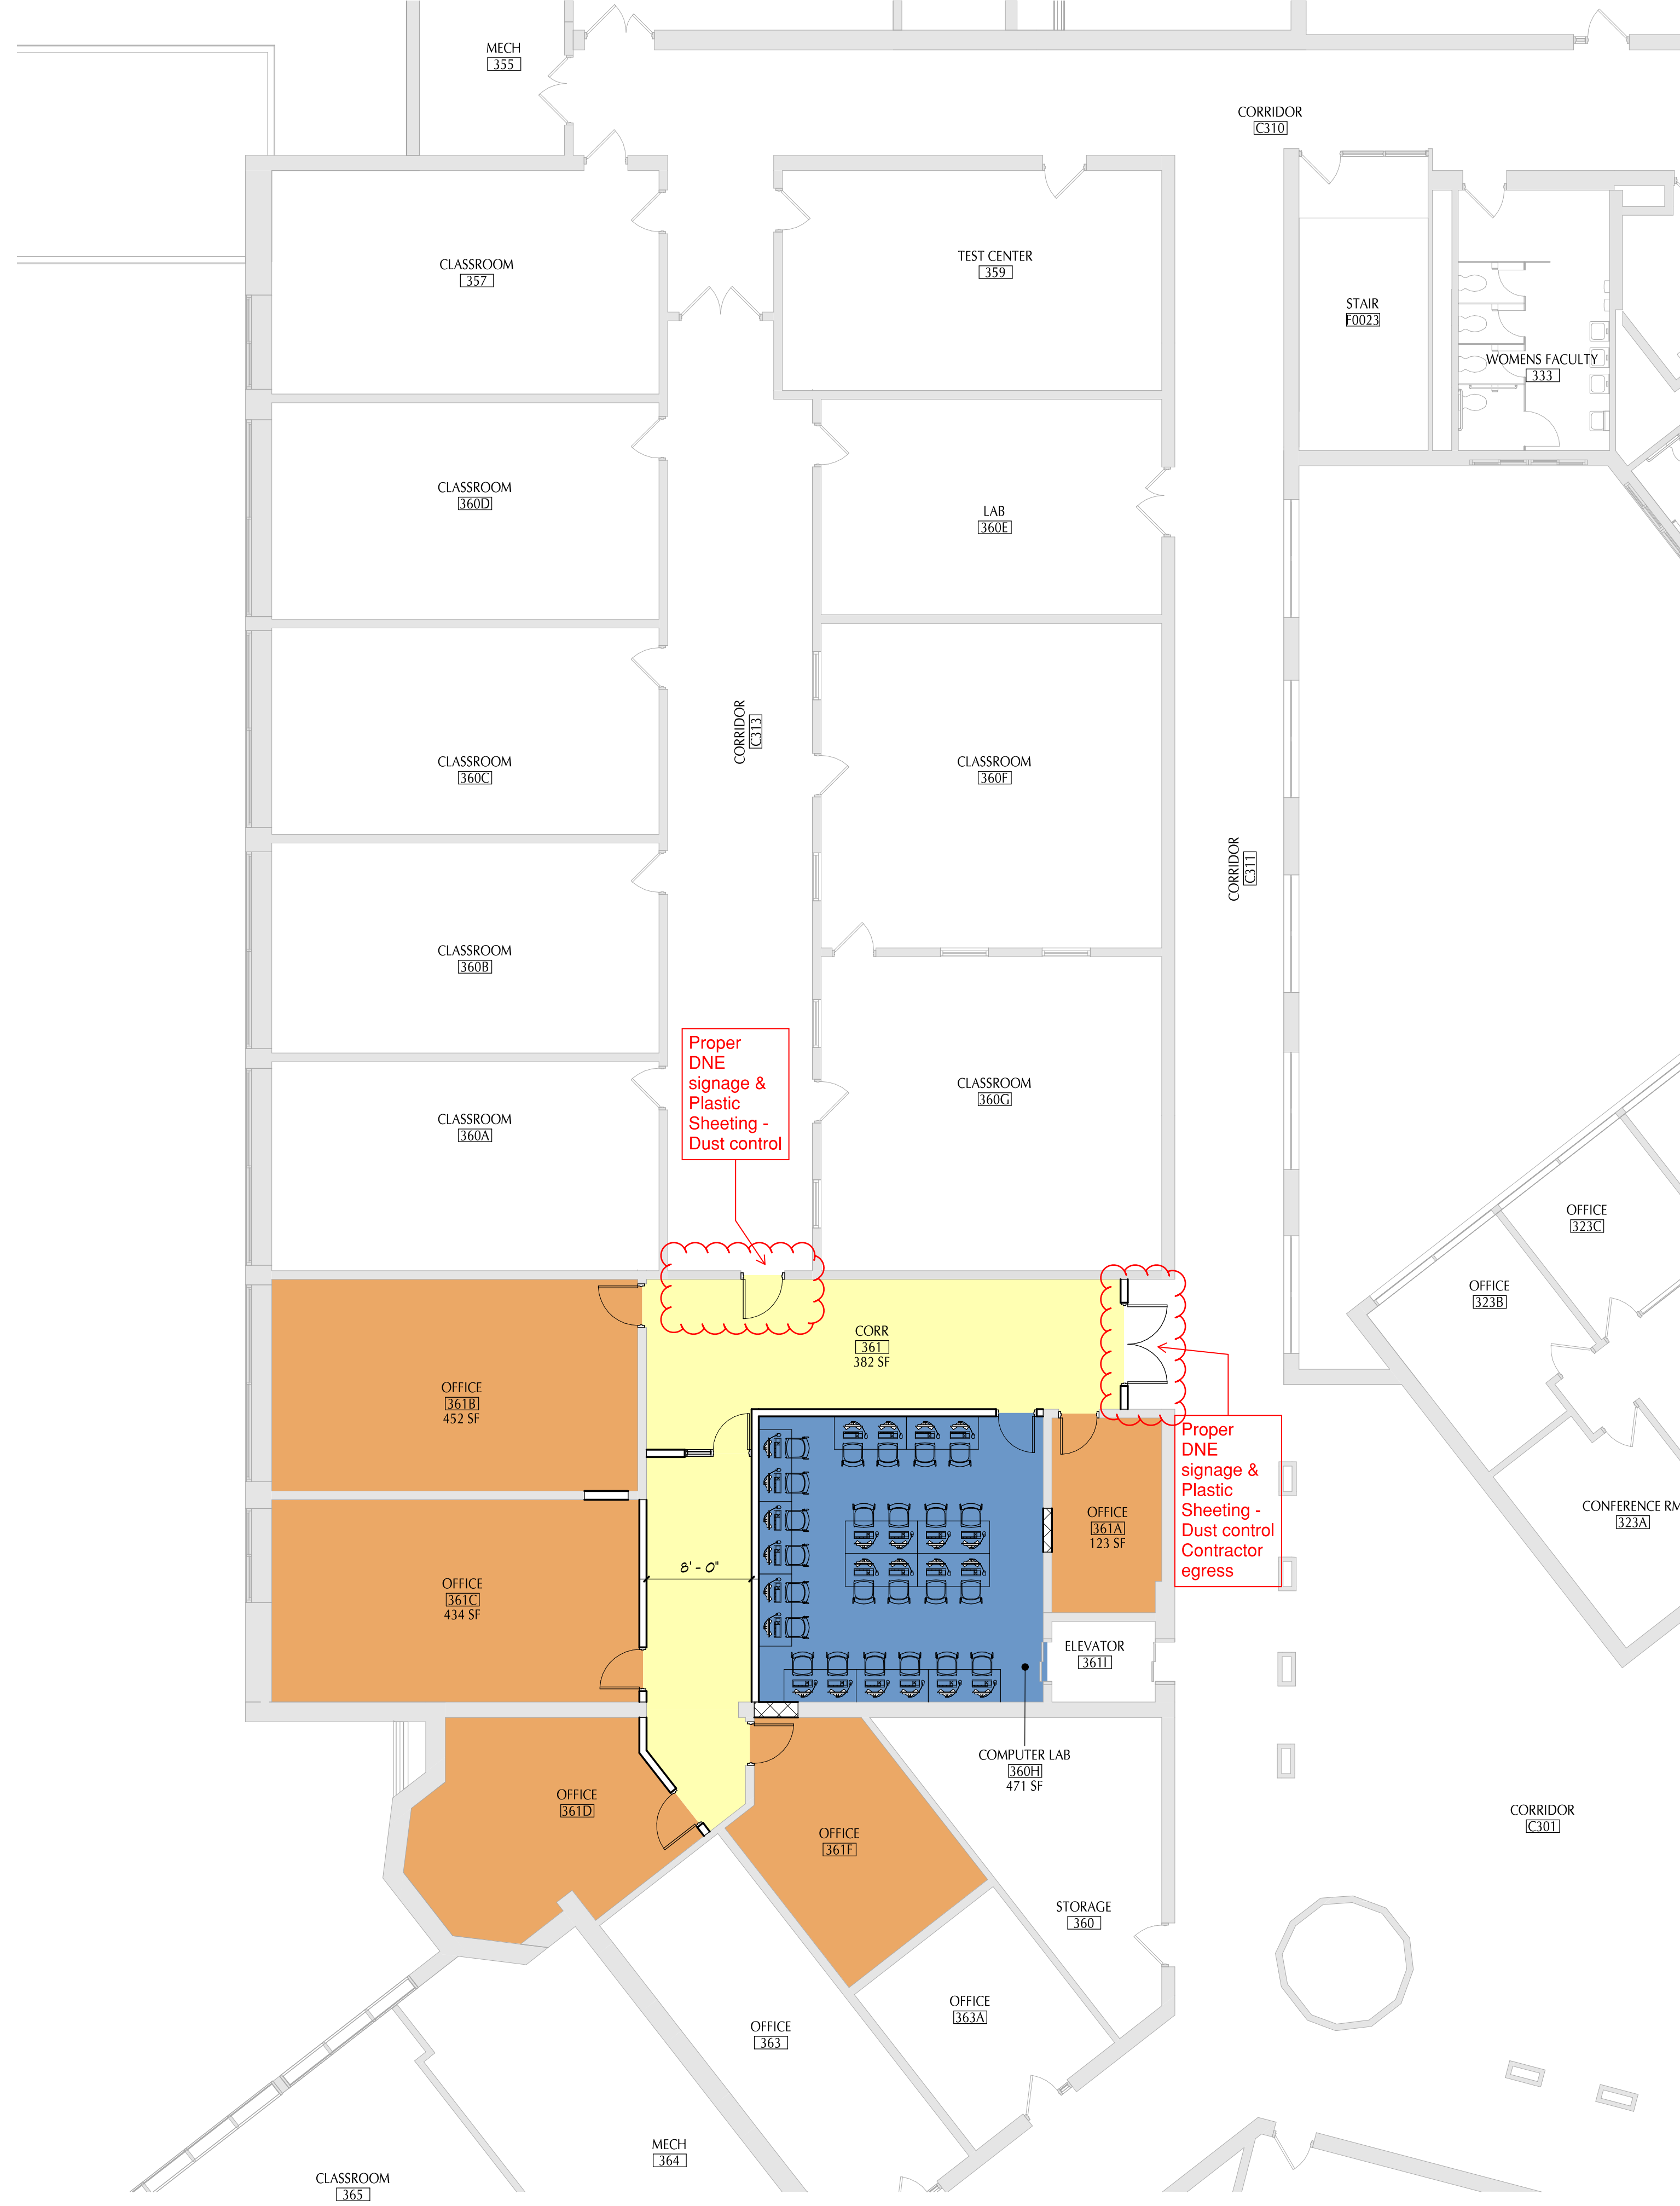 MECH
355
CORRIDOR
C310
CLASSROOM
357
TEST CENTER
359
STAIR
F0023
WOMENS FACULTY
333
CLASSROOM
360D
LAB
360E
CORRIDOR
C313
CLASSROOM
360C
CLASSROOM
360F
CORRIDOR
C311
CLASSROOM
360B
Proper
DNE
signage &
Plastic
Sheeting -
Dust control
CLASSROOM
360G
CLASSROOM
360A
OFFICE
323C
OFFICE
323B
CORR
361
382 SF
OFFICE
361B
452 SF
Proper
DNE
signage &
Plastic
Sheeting -
Dust control
Contractor
egress
CONFERENCE RM
323A
OFFICE
361A
123 SF
8' - 0"
OFFICE
361C
434 SF
ELEVATOR
361I
COMPUTER LAB
360H
471 SF
OFFICE
361D
CORRIDOR
C301
OFFICE
361F
STORAGE
360
OFFICE
363A
OFFICE
363
MECH
364
CLASSROOM
365